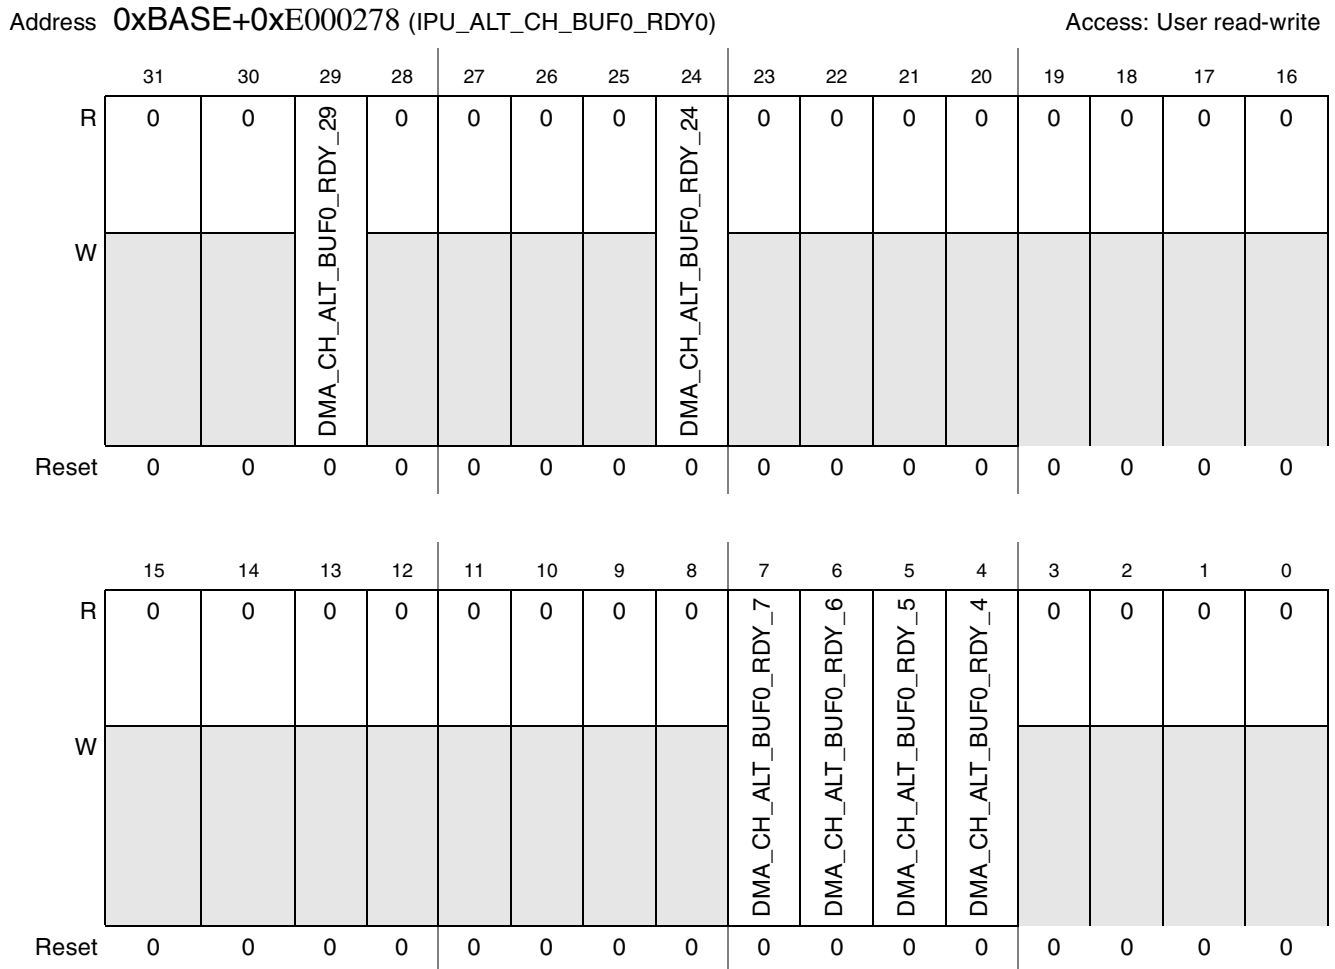 Address 0xBASE+0xE000278 (IPU_ALT_CH_BUF0_RDY0) Access: User read-write
31 30 29 28 27 26 25 24 23 22 21 20 19 18 17 16
R 0 0 DMA_CH_ALT_BUF0_RDY_29 0 0 0 0 DMA_CH_ALT_BUF0_RDY_24 0 0 0 0 0 0 0 0
W
Reset 0 0 0 0 0 0 0 0 0 0 0 0 0 0 0 0
15 14 13 12 11 10 9 8 7 6 5 4 3 2 1 0
R 0 0 0 0 0 0 0 0 DMA_CH_ALT_BUF0_RDY_7 DMA_CH_ALT_BUF0_RDY_6 DMA_CH_ALT_BUF0_RDY_5 DMA_CH_ALT_BUF0_RDY_4 0 0 0 0
W
Reset 0 0 0 0 0 0 0 0 0 0 0 0 0 0 0 0